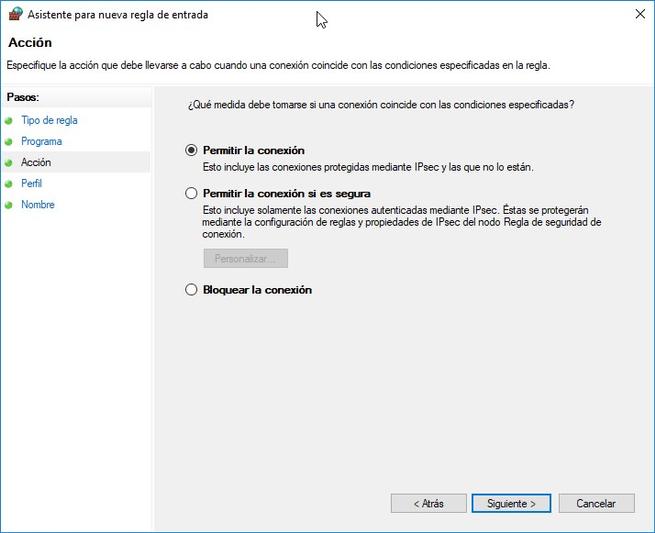 Asistente para nueva regla de entrada
Acción
Especifique la acción que debe llevarse a cabo cuando una conexión coincide con las condiciones especificadas en la regla.
Pasos:
Tipo de regla
Programa
Acción
Perfil
Nombre
¿Qué medida debe tomarse si una conexión coincide con las condiciones especificadas?
Permitir la conexión
Esto incluye las conexiones protegidas mediante IPsec y las que no lo están.
Permitir la conexión si es segura
Esto incluye solamente las conexiones autenticadas mediante IPsec. Éstas se protegerán
mediante la configuración de reglas y propiedades de IPsec del nodo Regla de seguridad de
conexión.
Personalizar...
Bloquear la conexión
< Atrás
Siguiente >
Cancelar